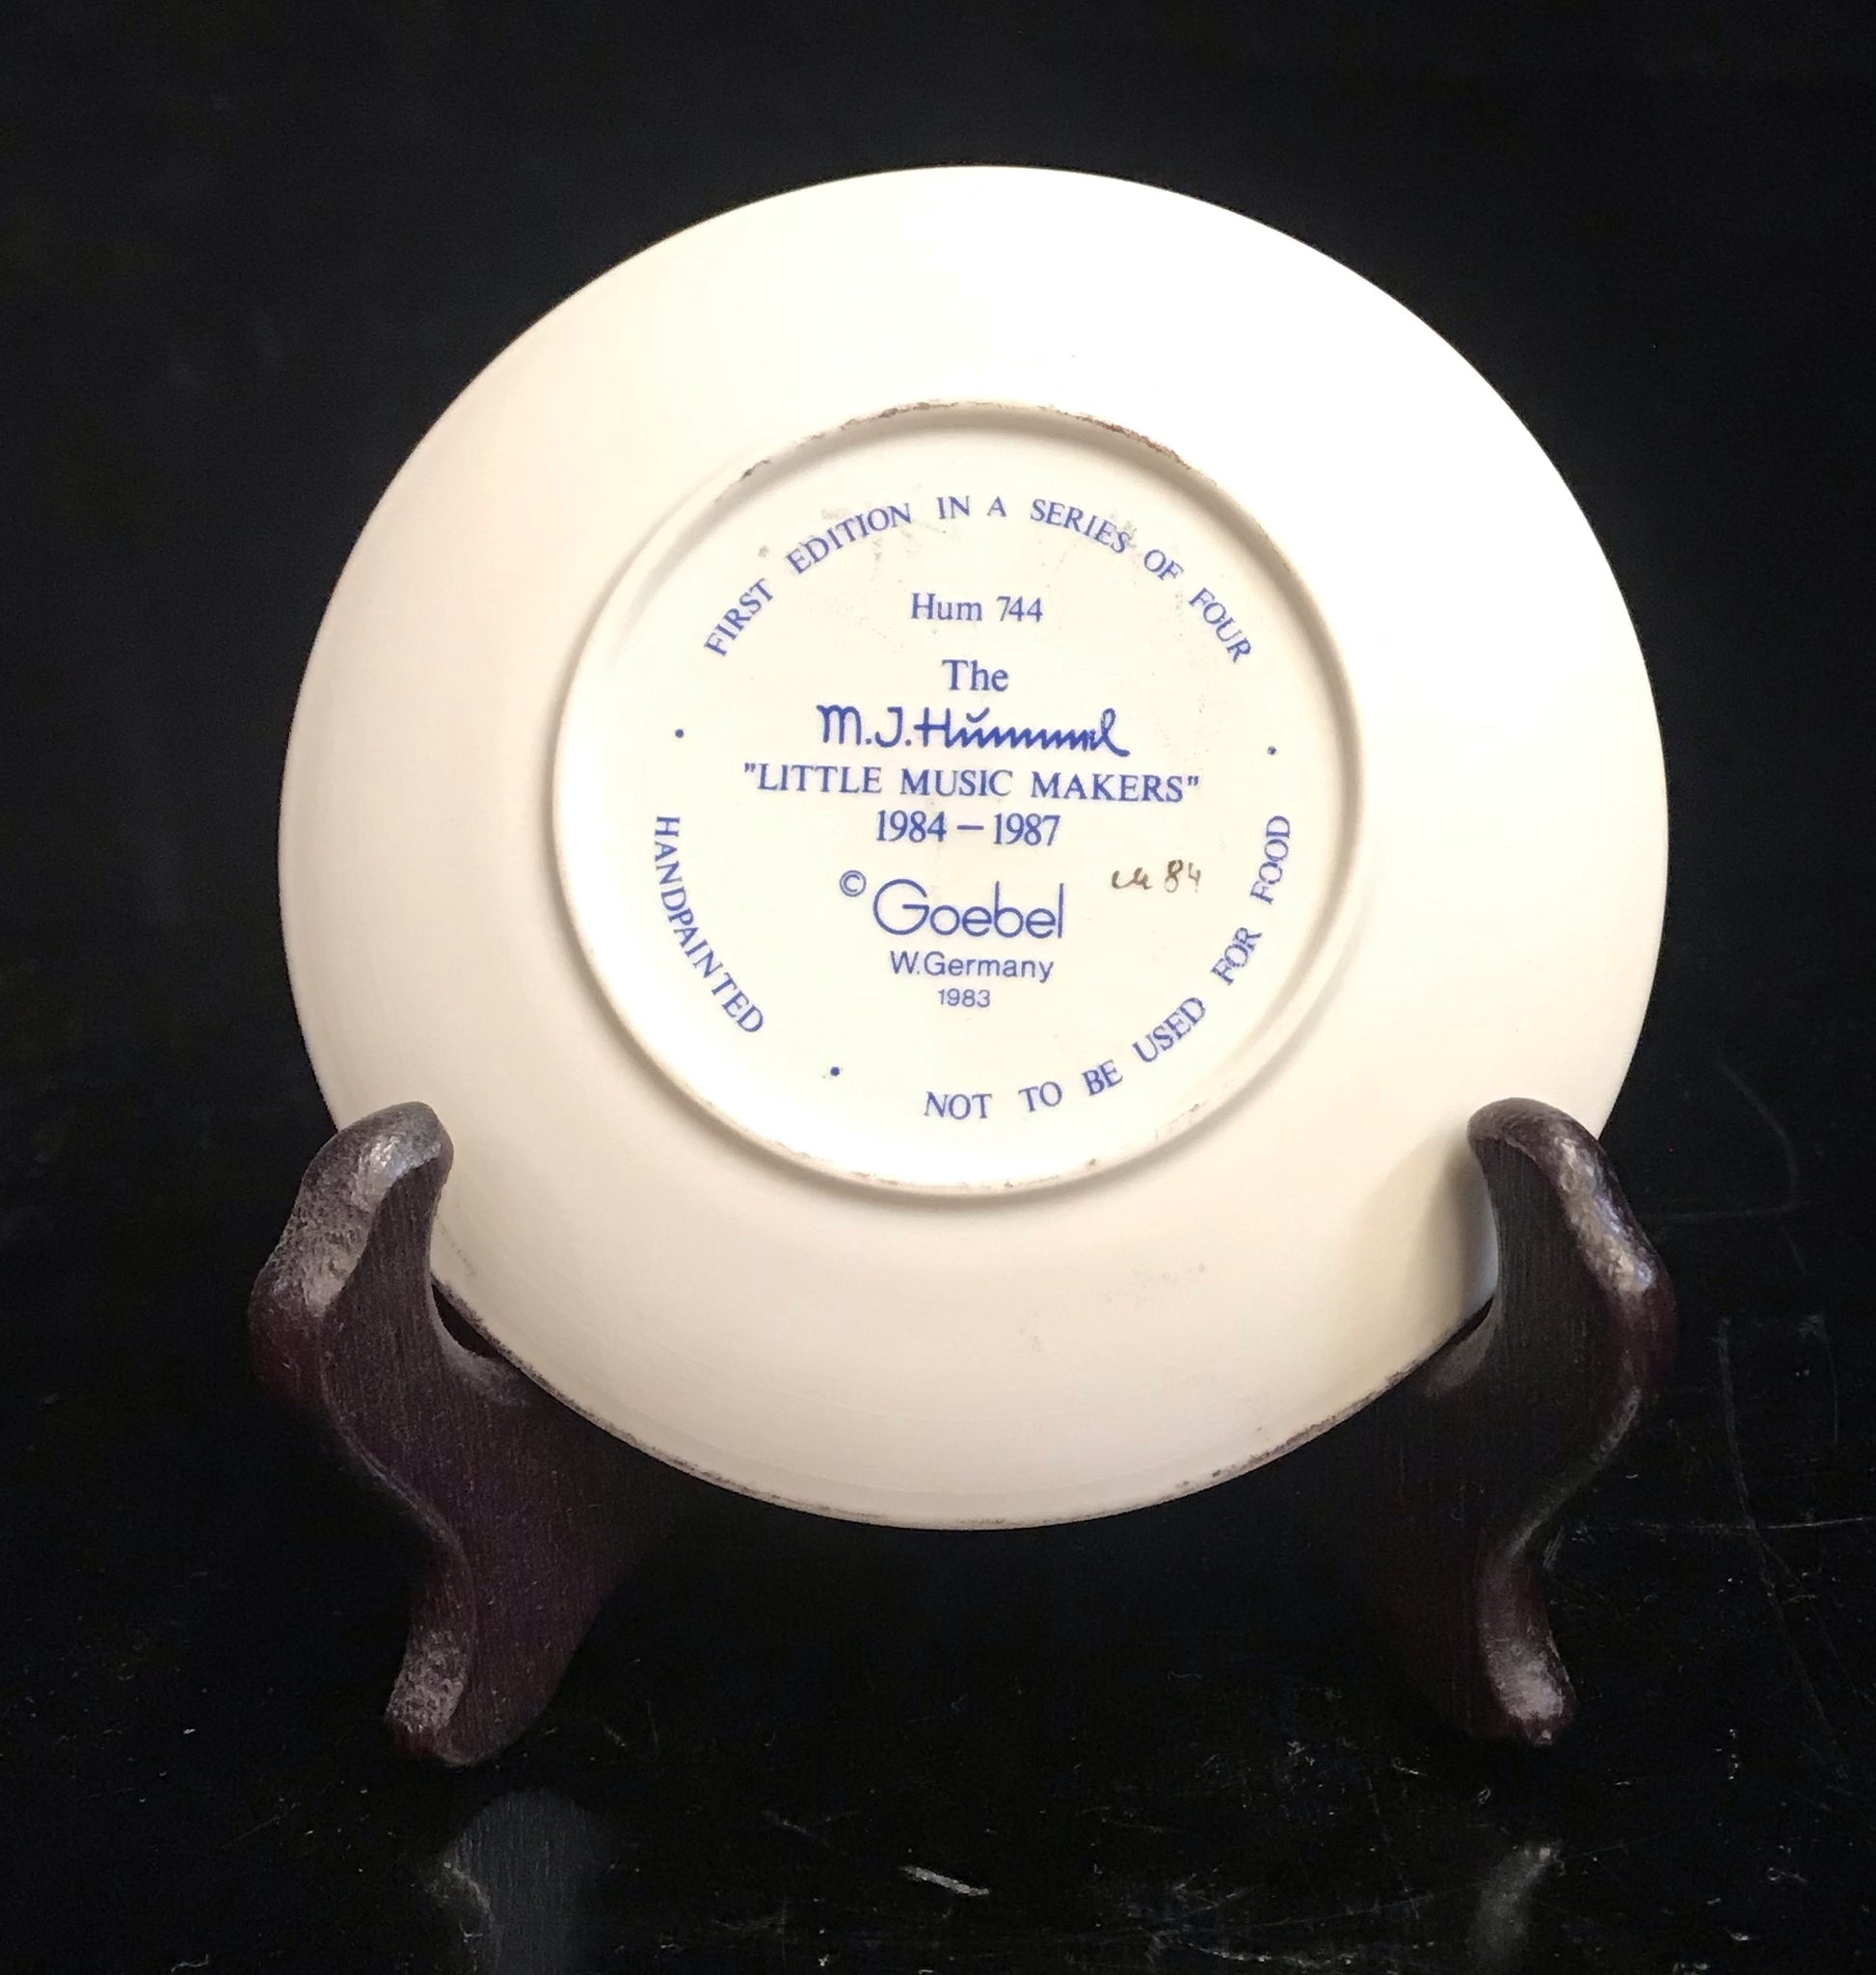 FIRST EDITION IN A SERIES OF FOUR
Hum 744
The
M.J.Hummel
"LITTLE MUSIC MAKERS"
1984 – 1987
© Goebel
W.Germany
1983
84
HANDPAINTED
NOT TO BE USED FOR FOOD